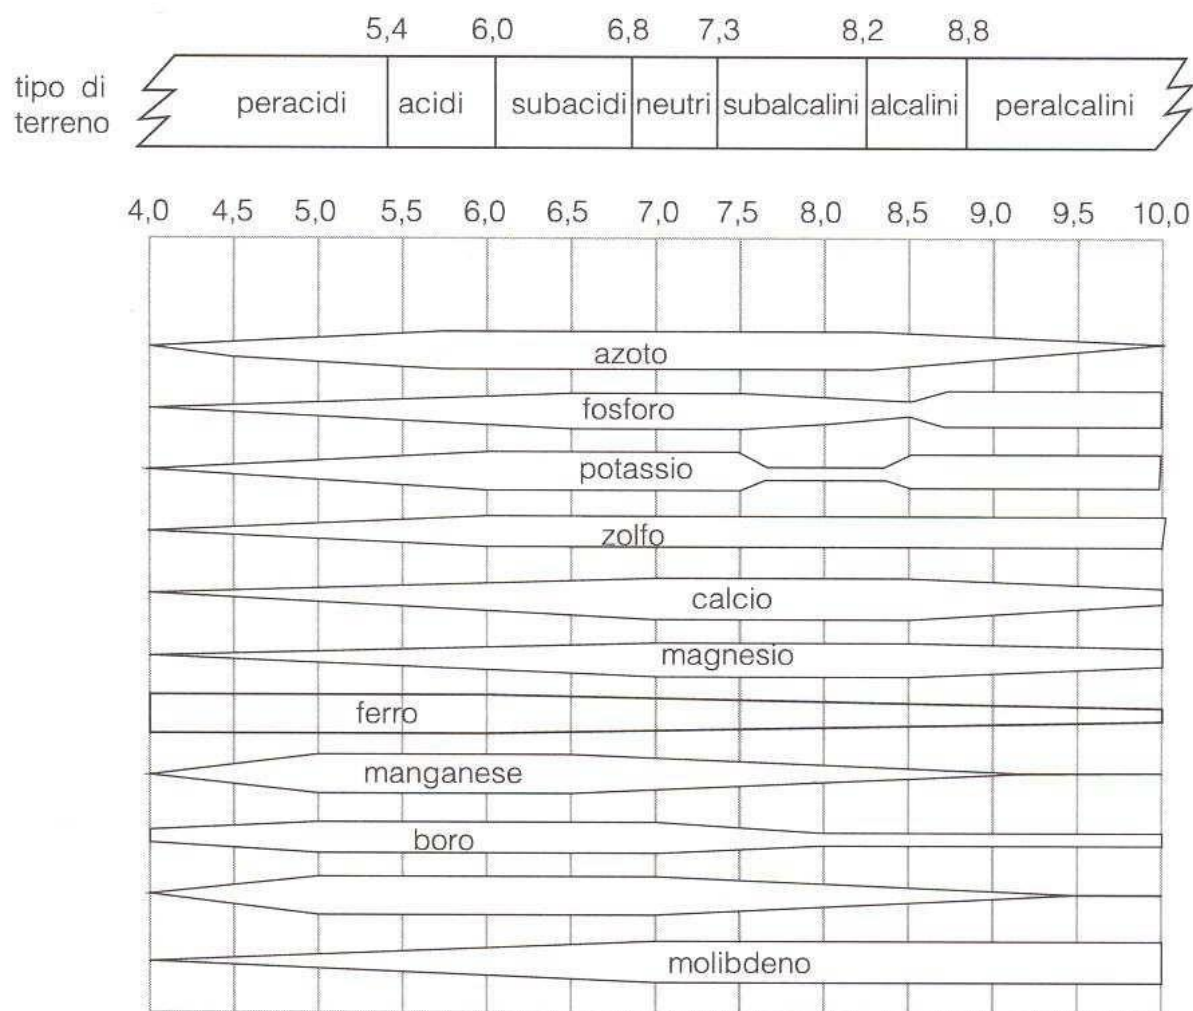 5,4 6,0 6,8 7,3 8,2 8,8
tipo di
terreno
peracidi acidi subacidi neutri subalcalini alcalini peralcalini
4,0 4,5 5,0 5,5 6,0 6,5 7,0 7,5 8,0 8,5 9,0 9,5 10,0
azoto
fosforo
potassio
zolfo
calcio
magnesio
ferro
manganese
boro
molibdeno